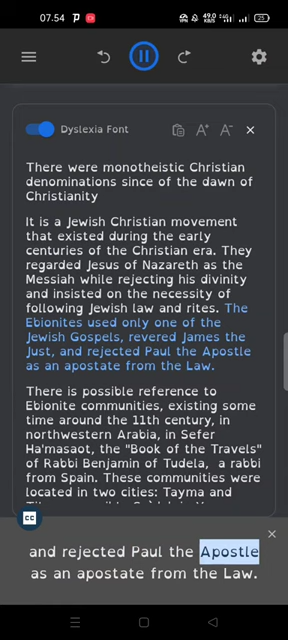 07.54
49.0
KB/s
25
Dyslexia Font
A+ A-
There were monotheistic Christian
denominations since of the dawn of
Christianity
It is a Jewish Christian movement
that existed during the early
centuries of the Christian era. They
regarded Jesus of Nazareth as the
Messiah while rejecting his divinity
and insisted on the necessity of
following Jewish law and rites. The
Ebionites used only one of the
Jewish Gospels, revered James the
Just, and rejected Paul the Apostle
as an apostate from the Law.
There is possible reference to
Ebionite communities, existing some
time around the 11th century, in
northwestern Arabia, in Sefer
Ha'masaot, the "Book of the Travels"
of Rabbi Benjamin of Tudela, a rabbi
from Spain. These communities were
located in two cities: Tayma and
CC
and rejected Paul the Apostle
as an apostate from the Law.